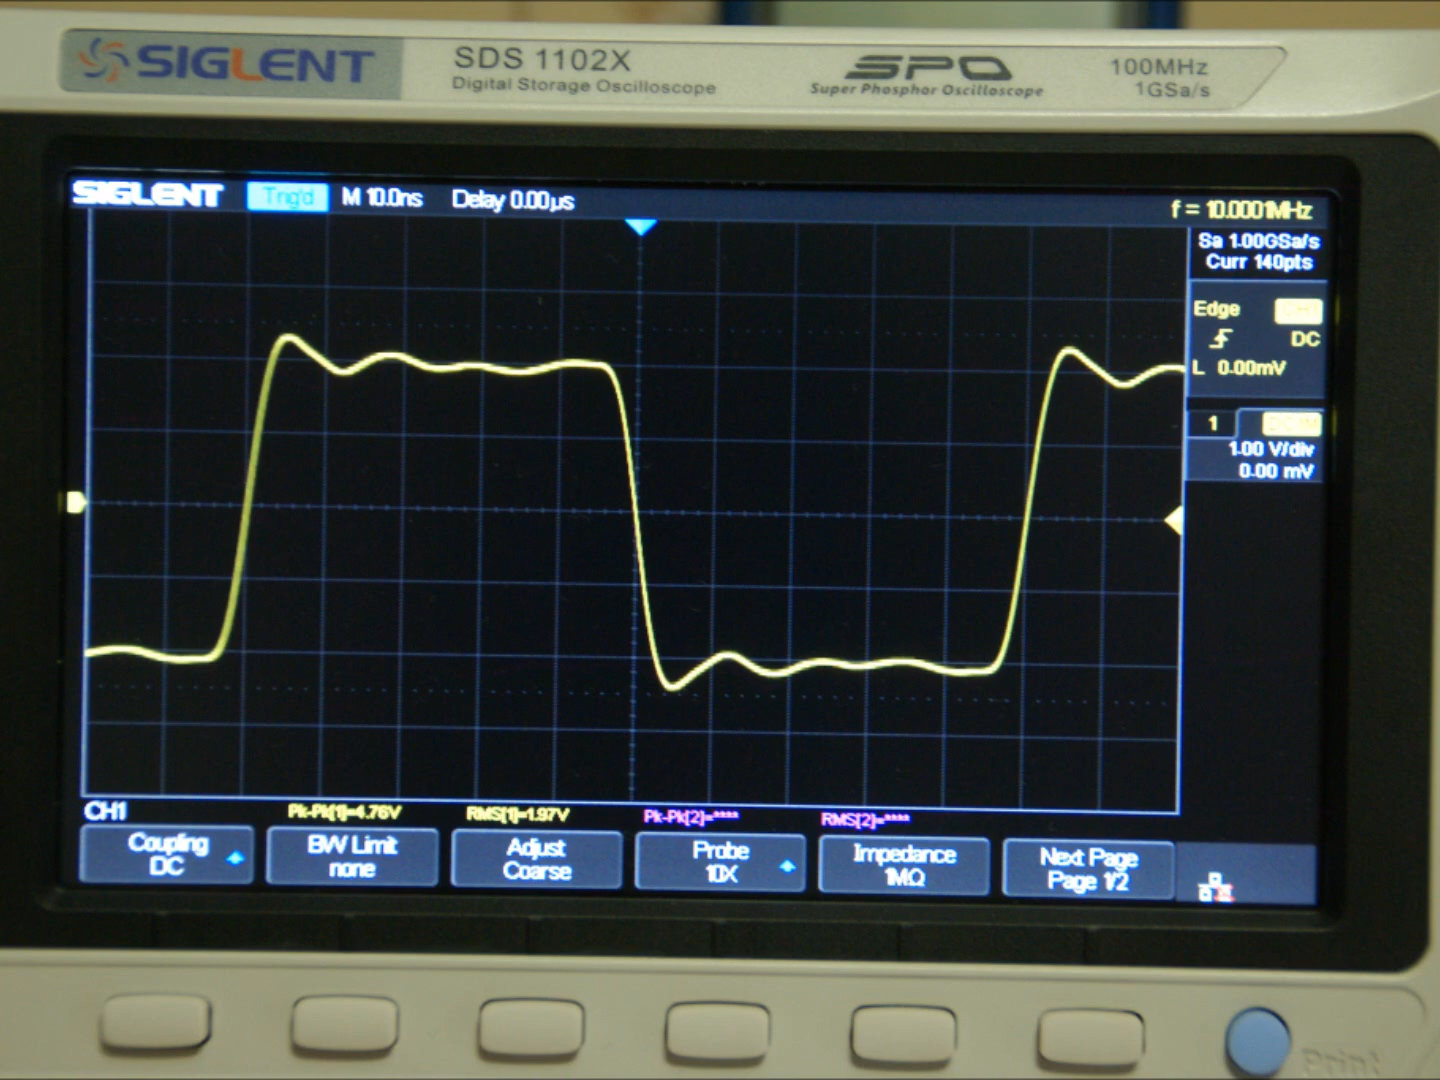 SIGLENT
SDS 1102X
Digital Storage Oscilloscope
SPO
Super Phosphor Oscilloscope
100MHz
1GSa/s
SIGLENT Trig'd M 10.0ns Delay 0.00µs
f = 10.0001MHz
Sa 1.00GSa/s
Curr 140pts
Edge
DC
L 0.00mV
1
1.00 V/div
0.00 mV
CH1 Pk-Pk[1]=4.76V RMS[1]=1.97V Pk-Pk[2]=**** RMS[2]=****
Coupling
DC
BW Limit
none
Adjust
Coarse
Probe
10X
Impedance
1MΩ
Next Page
Page 1/2
Print